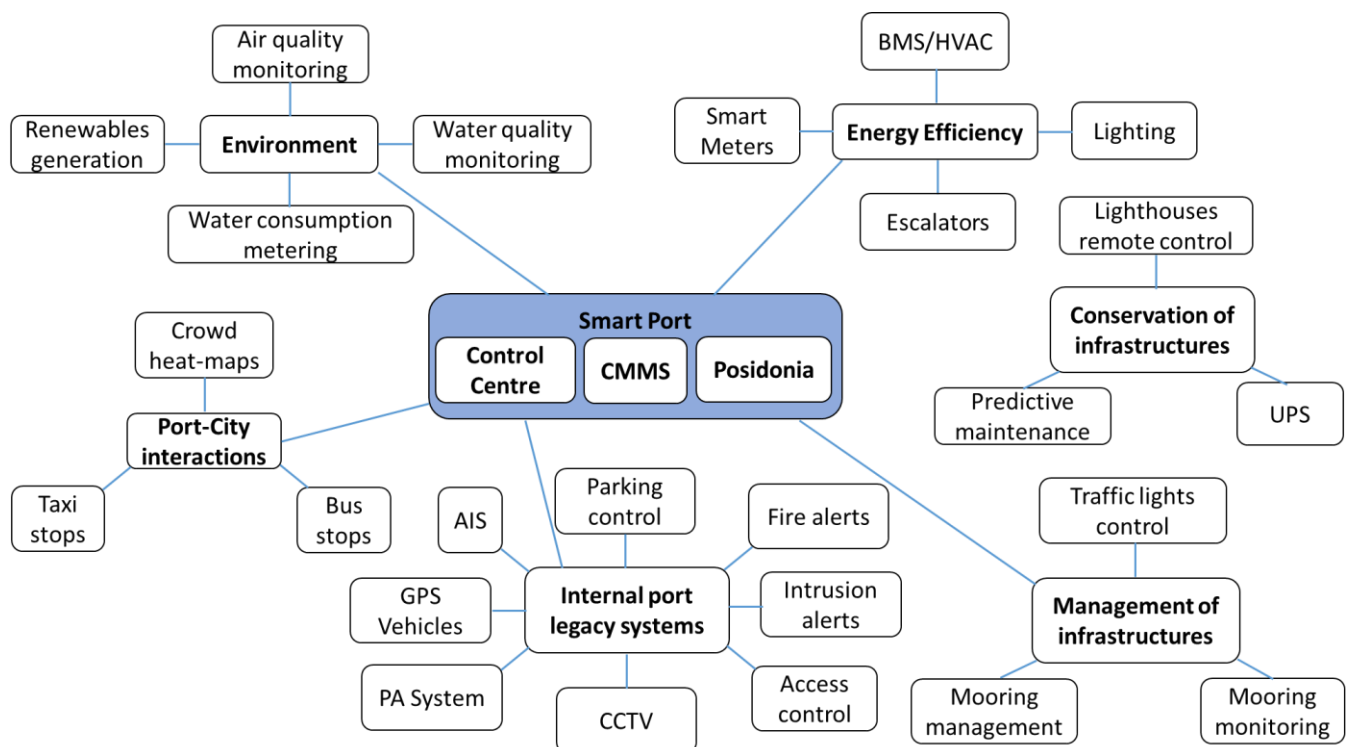 Air quality
monitoring
Renewables
generation
Environment
Water quality
monitoring
Water consumption
metering
BMS/HVAC
Smart
Meters
Energy Efficiency
Lighting
Escalators
Lighthouses
remote control
Conservation of
infrastructures
Predictive
maintenance
UPS
Smart Port
Control
Centre
CMMS
Posidonia
Crowd
heat-maps
Port-City
interactions
Taxi
stops
Bus
stops
AIS
Parking
control
Fire alerts
GPS
Vehicles
Internal port
legacy systems
Intrusion
alerts
PA System
CCTV
Access
control
Traffic lights
control
Management of
infrastructures
Mooring
management
Mooring
monitoring